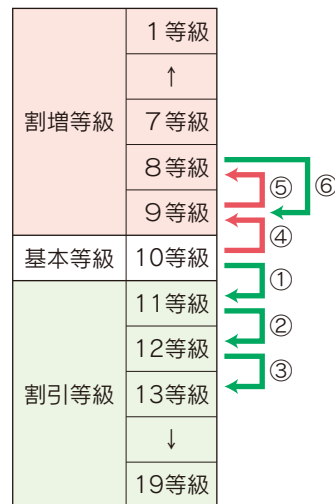 1等級
↑
割増等級
7等級
8等級
9等級
⑤
⑥
④
基本等級
10等級
①
11等級
②
12等級
③
割引等級
13等級
↓
19等級